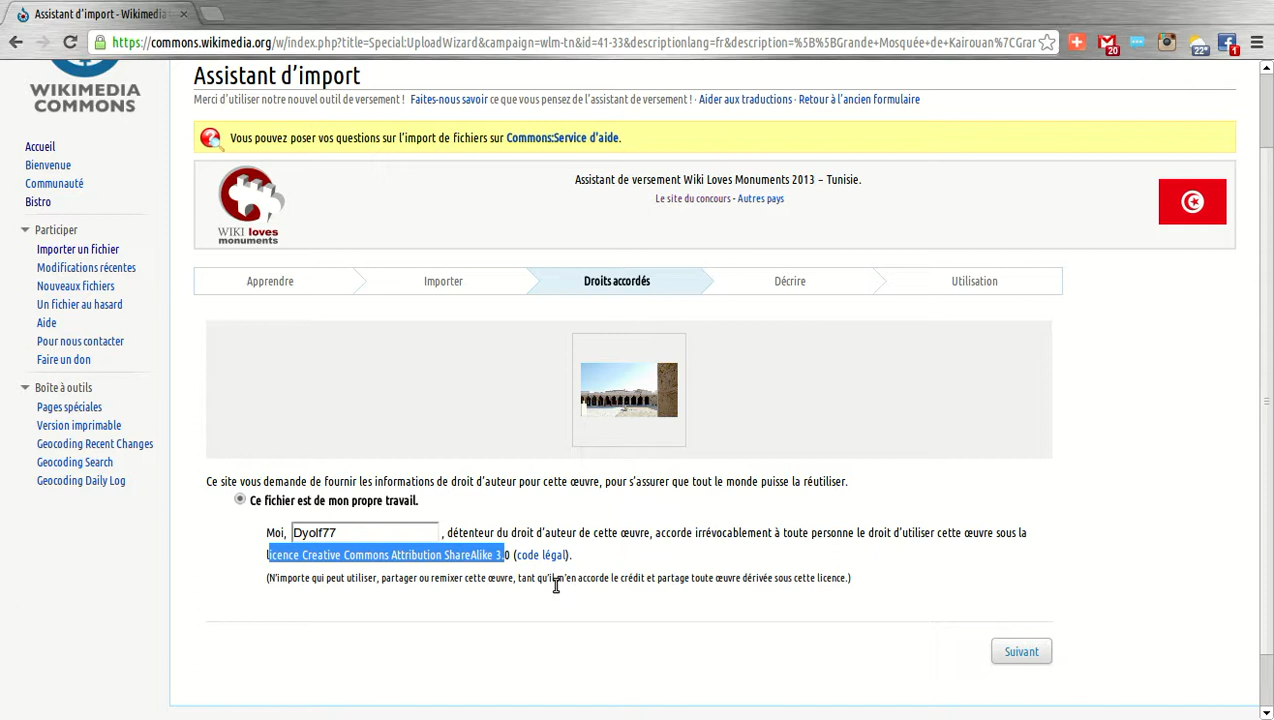 Assistant d'import - Wikimedia
https://commons.wikimedia.org/w/index.php?title=Special:UploadWizard&campaign=wlm-tn&id=41-33&descriptionlang=fr&description=%5B%5BGrande+Mosquée+de+Kairouan%7CGrar
20
22°
1
WIKIMEDIA
COMMONS
Accueil
Bienvenue
Communauté
Bistro
Participer
Importer un fichier
Modifications récentes
Nouveaux fichiers
Un fichier au hasard
Aide
Pour nous contacter
Faire un don
Boîte à outils
Pages spéciales
Version imprimable
Geocoding Recent Changes
Geocoding Search
Geocoding Daily Log
Assistant d'import
Merci d'utiliser notre nouvel outil de versement ! Faites-nous savoir ce que vous pensez de l'assistant de versement ! · Aider aux traductions · Retour à l'ancien formulaire
Vous pouvez poser vos questions sur l'import de fichiers sur Commons:Service d'aide.
WIKI loves
monuments
Assistant de versement Wiki Loves Monuments 2013 – Tunisie.
Le site du concours - Autres pays
Apprendre
Importer
Droits accordés
Décrire
Utilisation
Ce site vous demande de fournir les informations de droit d'auteur pour cette œuvre, pour s'assurer que tout le monde puisse la réutiliser.
Ce fichier est de mon propre travail.
Moi, Dyolf77 , détenteur du droit d'auteur de cette œuvre, accorde irrévocablement à toute personne le droit d'utiliser cette œuvre sous la
licence Creative Commons Attribution ShareAlike 3.0 (code légal).
(N'importe qui peut utiliser, partager ou remixer cette œuvre, tant qu'il m'en accorde le crédit et partage toute œuvre dérivée sous cette licence.)
Suivant